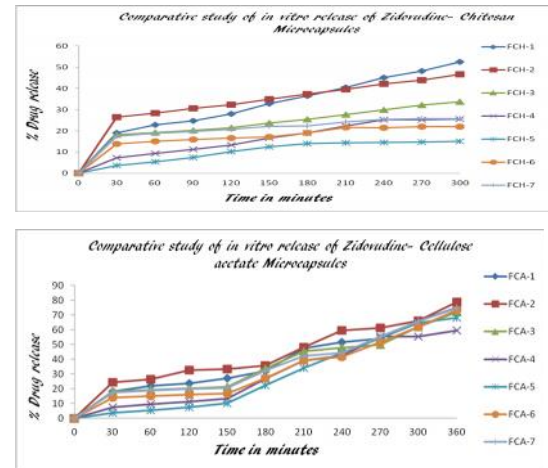 Comparative study of in vitro release of Zidovudine- Chitosan
Microcapsules
% Drug release
60
50
40
30
20
10
0
0 30 60 90 120 150 180 210 240 270 300
Time in minutes
FCH-1
FCH-2
FCH-3
FCH-4
FCH-5
FCH-6
FCH-7
Comparative study of in vitro release of Zidovudine- Cellulose
acetate Microcapsules
% Drug release
90
80
70
60
50
40
30
20
10
0
0 30 60 120 150 180 210 240 270 300 360
Time in minutes
FCA-1
FCA-2
FCA-3
FCA-4
FCA-5
FCA-6
FCA-7